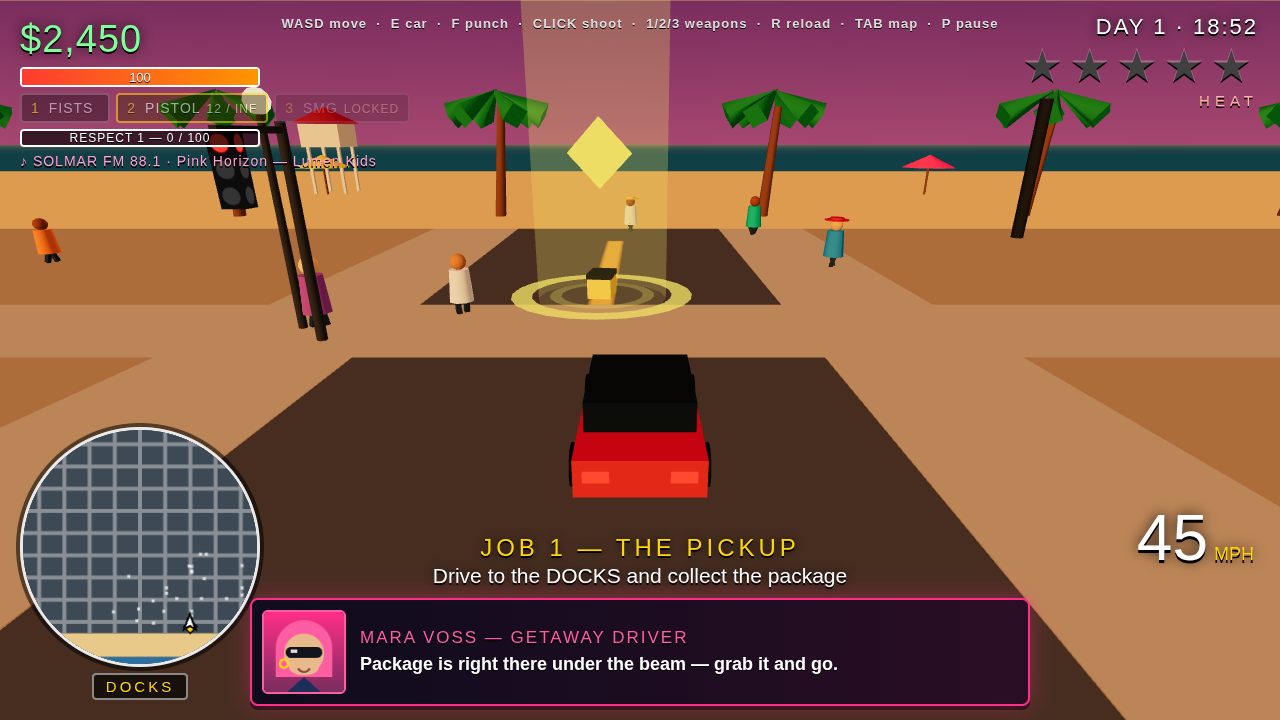 $2,450
WASD move · E car · F punch · CLICK shoot · 1/2/3 weapons · R reload · TAB map · P pause
DAY 1 · 18:52
100
HEAT
1 FISTS
2 PISTOL 12 / INF
3 SMG LOCKED
RESPECT 1 — 0 / 100
♪ SOLMAR FM 88.1 · Pink Horizon — Lumen Kids
45 MPH
JOB 1 — THE PICKUP
Drive to the DOCKS and collect the package
MARA VOSS — GETAWAY DRIVER
Package is right there under the beam — grab it and go.
DOCKS